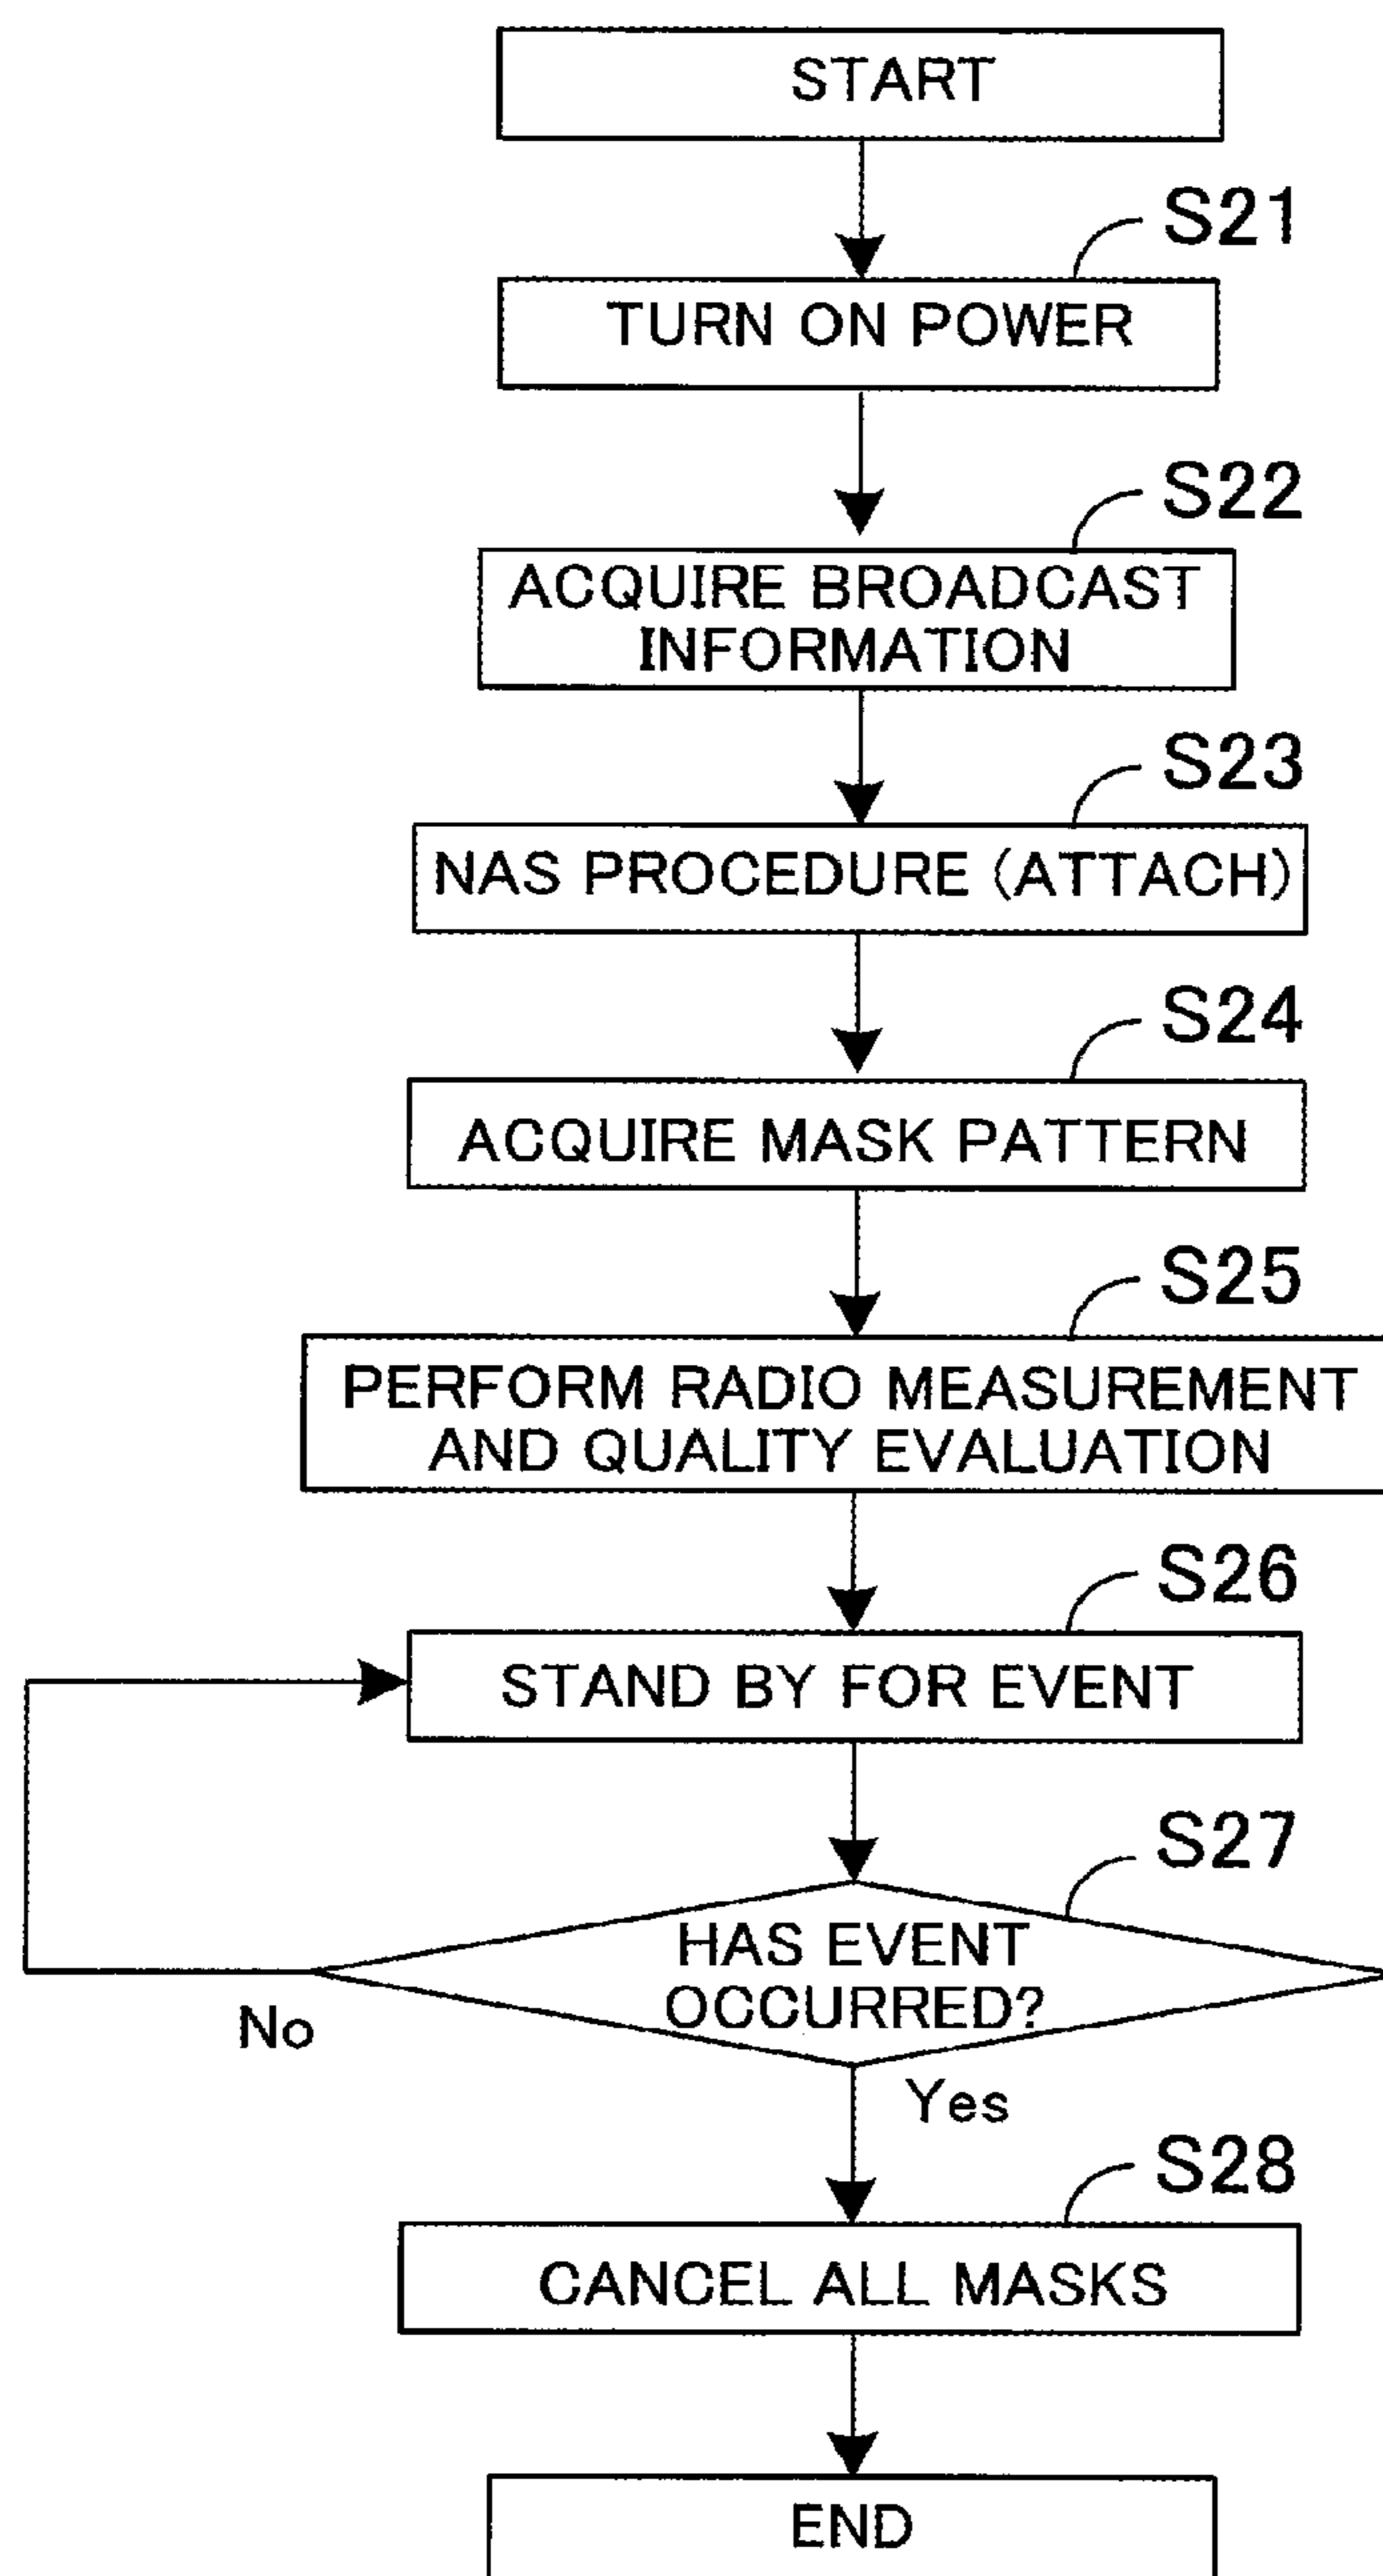 START
S21
TURN ON POWER
S22
ACQUIRE BROADCAST
INFORMATION
S23
NAS PROCEDURE (ATTACH)
S24
ACQUIRE MASK PATTERN
S25
PERFORM RADIO MEASUREMENT
AND QUALITY EVALUATION
S26
STAND BY FOR EVENT
S27
HAS EVENT
OCCURRED?
No
Yes
S28
CANCEL ALL MASKS
END